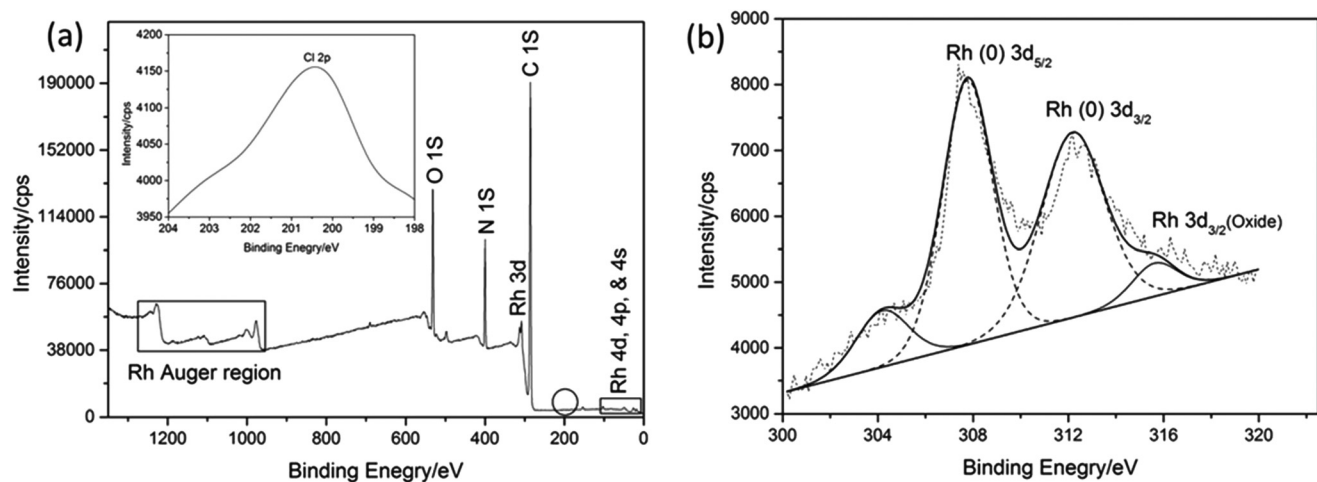 (a)
4200
4150
4100
4050
4000
3950
Intensity/cps
Cl 2p
204 203 202 201 200 199 198
Binding Enegry/eV
190000
152000
114000
76000
38000
0
Intensity/cps
O 1S
N 1S
Rh 3d
C 1S
Rh 4d, 4p, & 4s
Rh Auger region
1200 1000 800 600 400 200 0
Binding Enegry/eV
(b)
9000
8000
7000
6000
5000
4000
3000
Intensity/cps
Rh (0) 3d5/2
Rh (0) 3d3/2
Rh 3d3/2(Oxide)
300 304 308 312 316 320
Binding Enegry/eV